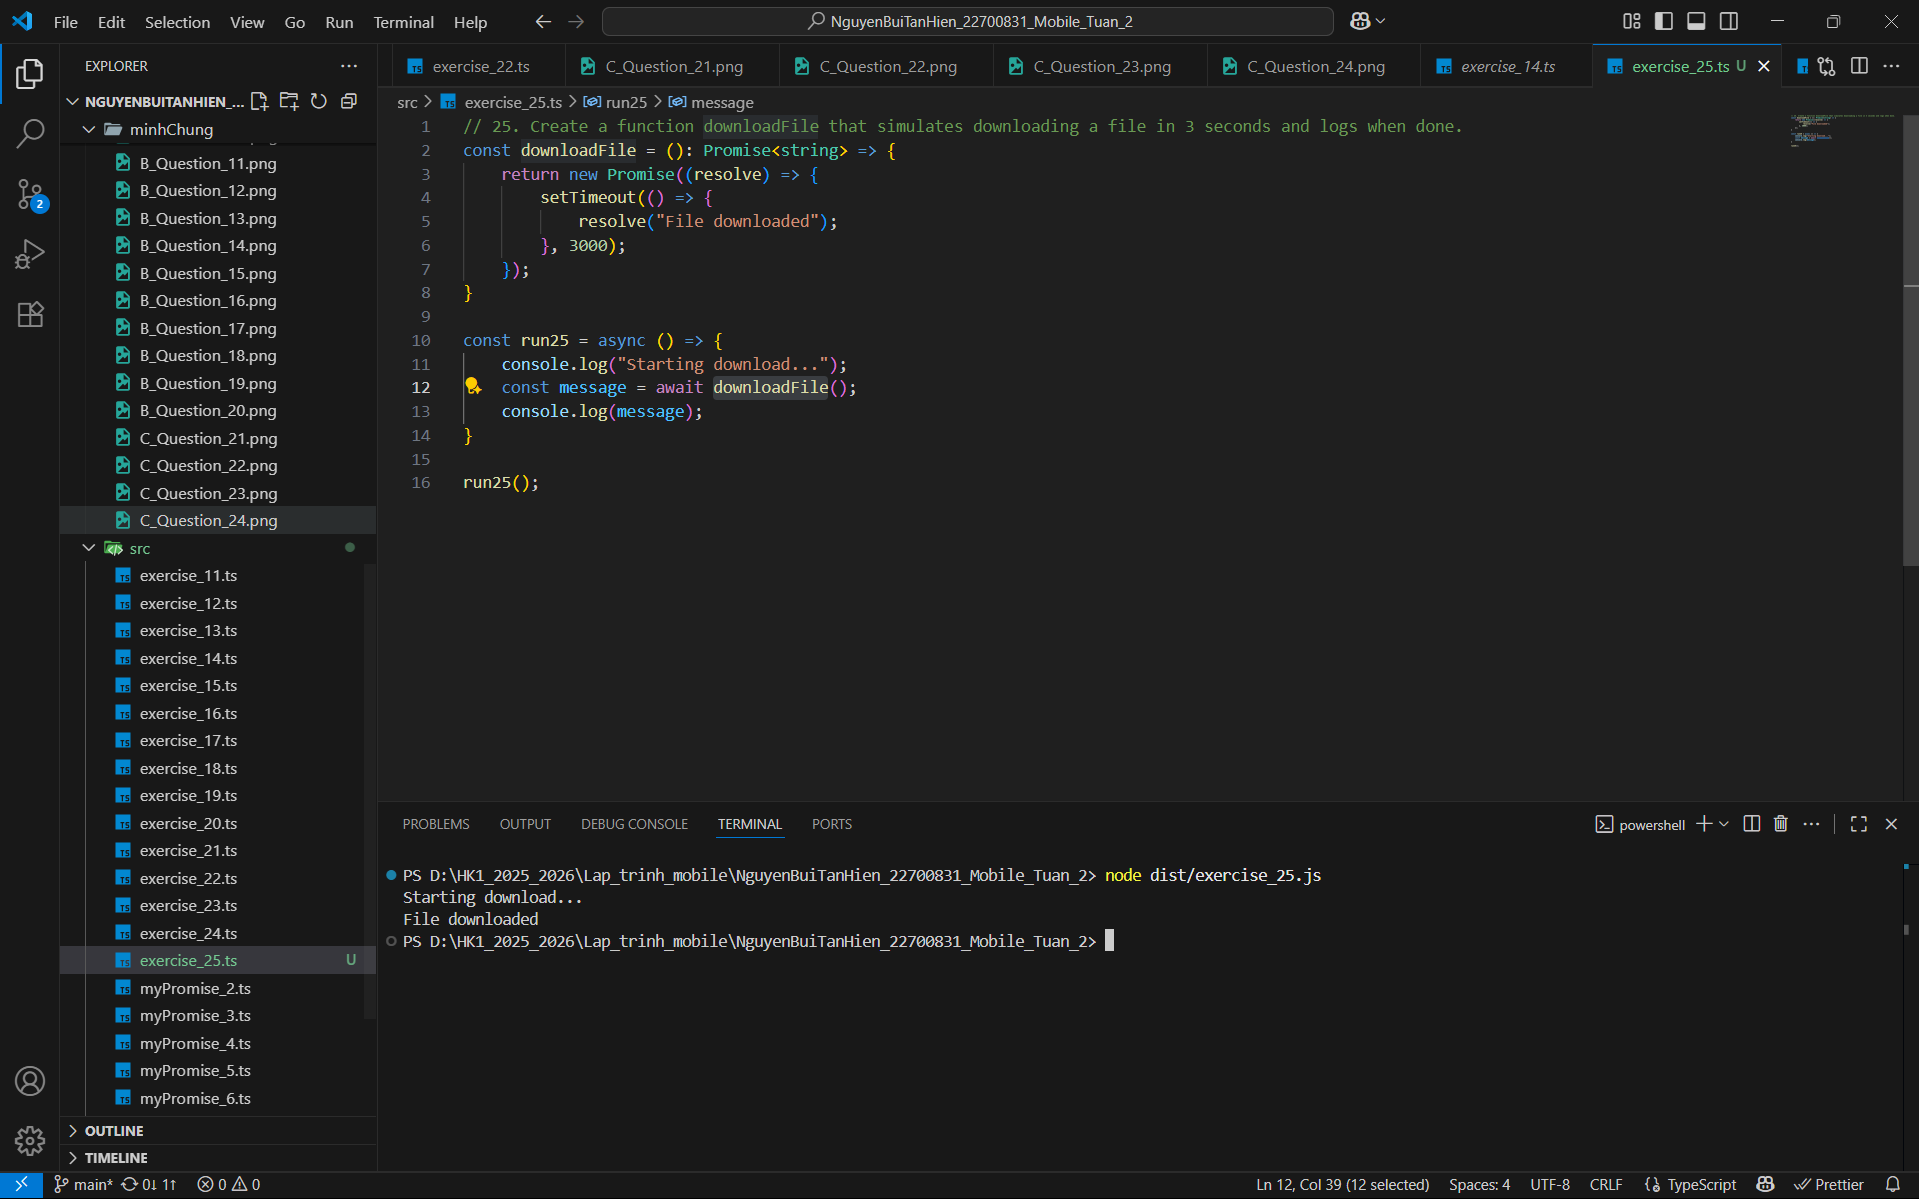 File Edit Selection View Go Run Terminal Help
NguyenBuiTanHien_22700831_Mobile_Tuan_2
EXPLORER
NGUYENBUITANHIEN_...
minhChung
B_Question_11.png
B_Question_12.png
B_Question_13.png
B_Question_14.png
B_Question_15.png
B_Question_16.png
B_Question_17.png
B_Question_18.png
B_Question_19.png
B_Question_20.png
C_Question_21.png
C_Question_22.png
C_Question_23.png
C_Question_24.png
src
exercise_11.ts
exercise_12.ts
exercise_13.ts
exercise_14.ts
exercise_15.ts
exercise_16.ts
exercise_17.ts
exercise_18.ts
exercise_19.ts
exercise_20.ts
exercise_21.ts
exercise_22.ts
exercise_23.ts
exercise_24.ts
exercise_25.ts U
myPromise_2.ts
myPromise_3.ts
myPromise_4.ts
myPromise_5.ts
myPromise_6.ts
OUTLINE
TIMELINE
2
exercise_22.ts C_Question_21.png C_Question_22.png C_Question_23.png C_Question_24.png exercise_14.ts exercise_25.ts U
src > exercise_25.ts > run25 > message
1 // 25. Create a function downloadFile that simulates downloading a file in 3 seconds and logs when done.
2 const downloadFile = (): Promise<string> => {
3 return new Promise((resolve) => {
4 setTimeout(() => {
5 resolve("File downloaded");
6 }, 3000);
7 });
8 }
9
10 const run25 = async () => {
11 console.log("Starting download...");
12 const message = await downloadFile();
13 console.log(message);
14 }
15
16 run25();
PROBLEMS OUTPUT DEBUG CONSOLE TERMINAL PORTS
powershell
PS D:\HK1_2025_2026\Lap_trinh_mobile\NguyenBuiTanHien_22700831_Mobile_Tuan_2> node dist/exercise_25.js
Starting download...
File downloaded
PS D:\HK1_2025_2026\Lap_trinh_mobile\NguyenBuiTanHien_22700831_Mobile_Tuan_2>
main* 0↓ 1↑ 0 0
Ln 12, Col 39 (12 selected) Spaces: 4 UTF-8 CRLF {} TypeScript Prettier